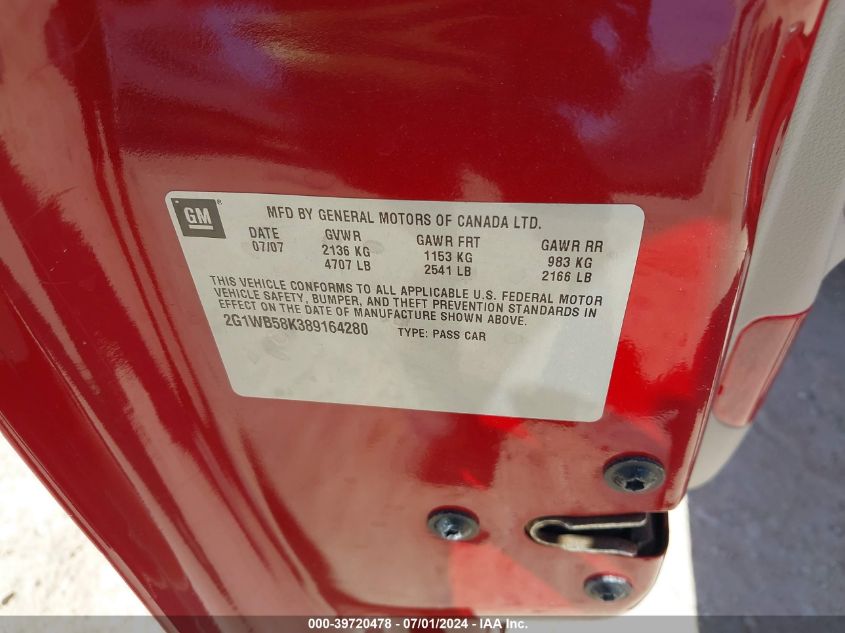 GM ®
MFD BY GENERAL MOTORS OF CANADA LTD.
DATE GVWR GAWR FRT GAWR RR
07/07 2136 KG 1153 KG 983 KG
4707 LB 2541 LB 2166 LB
THIS VEHICLE CONFORMS TO ALL APPLICABLE U.S. FEDERAL MOTOR
VEHICLE SAFETY, BUMPER, AND THEFT PREVENTION STANDARDS IN
EFFECT ON THE DATE OF MANUFACTURE SHOWN ABOVE.
2G1WB58K389164280 TYPE: PASS CAR
000-39720478 - 07/01/2024 - IAA Inc.